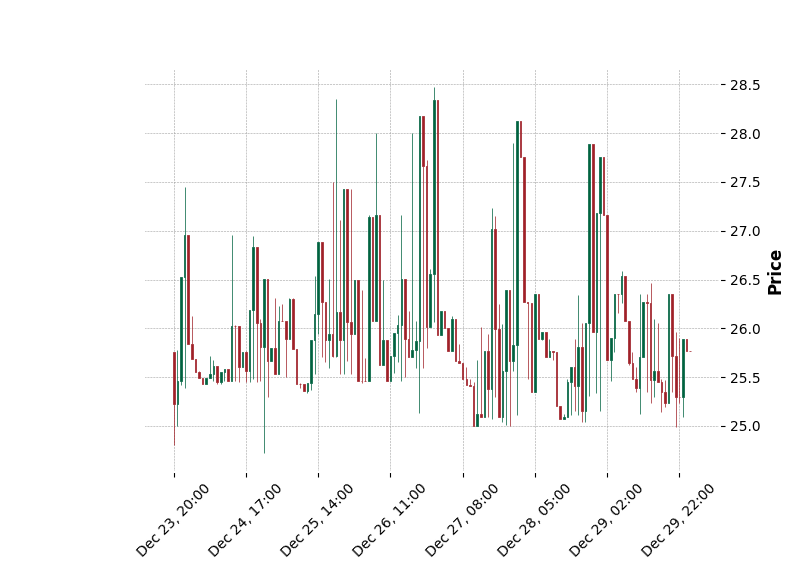 28.5
28.0
27.5
27.0
26.5
26.0
25.5
25.0
Price
Dec 23, 20:00
Dec 24, 17:00
Dec 25, 14:00
Dec 26, 11:00
Dec 27, 08:00
Dec 28, 05:00
Dec 29, 02:00
Dec 29, 22:00